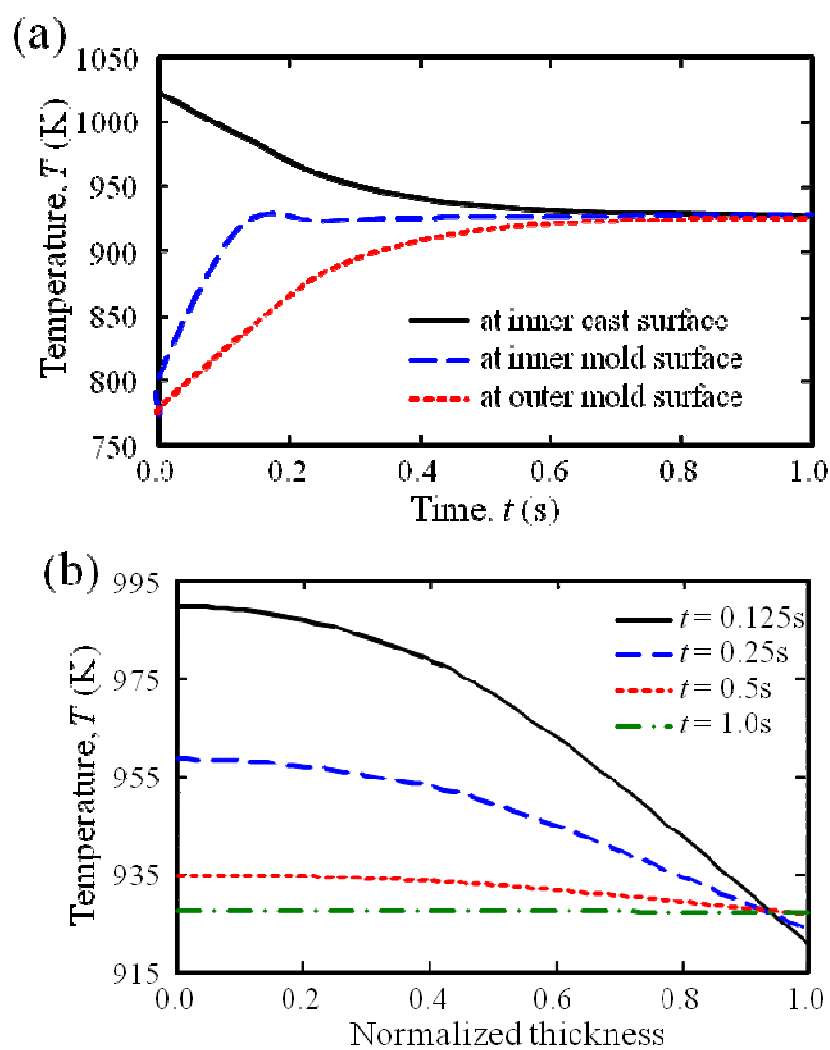 (a)
1050
1000
950
900
850
800
750
Temperature, T (K)
at inner cast surface
at inner mold surface
at outer mold surface
0.0 0.2 0.4 0.6 0.8 1.0
Time, t (s)
(b)
995
975
955
935
915
Temperature, T (K)
t = 0.125s
t = 0.25s
t = 0.5s
t = 1.0s
0.0 0.2 0.4 0.6 0.8 1.0
Normalized thickness